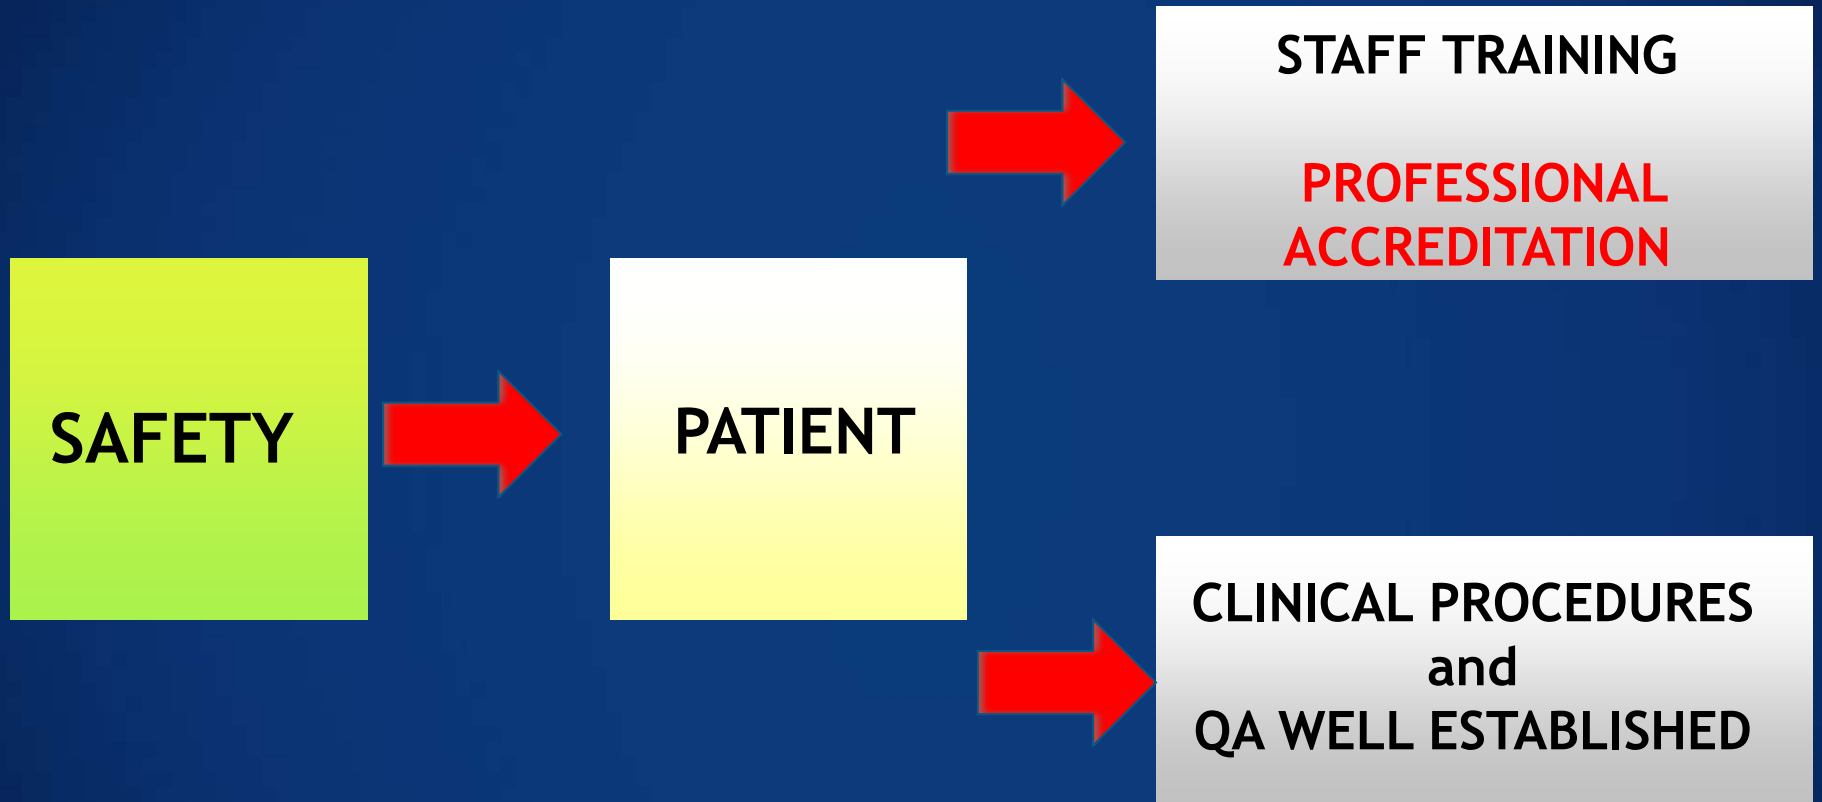 SAFETY
PATIENT
STAFF TRAINING
PROFESSIONAL
ACCREDITATION
CLINICAL PROCEDURES
and
QA WELL ESTABLISHED